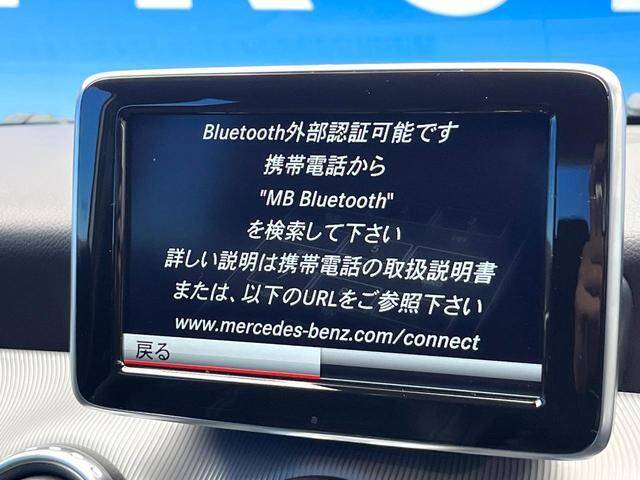 Bluetooth外部認証可能です
携帯電話から
"MB Bluetooth"
を検索して下さい
詳しい説明は携帯電話の取扱説明書
または、以下のURLをご参照下さい
www.mercedes-benz.com/connect
戻る